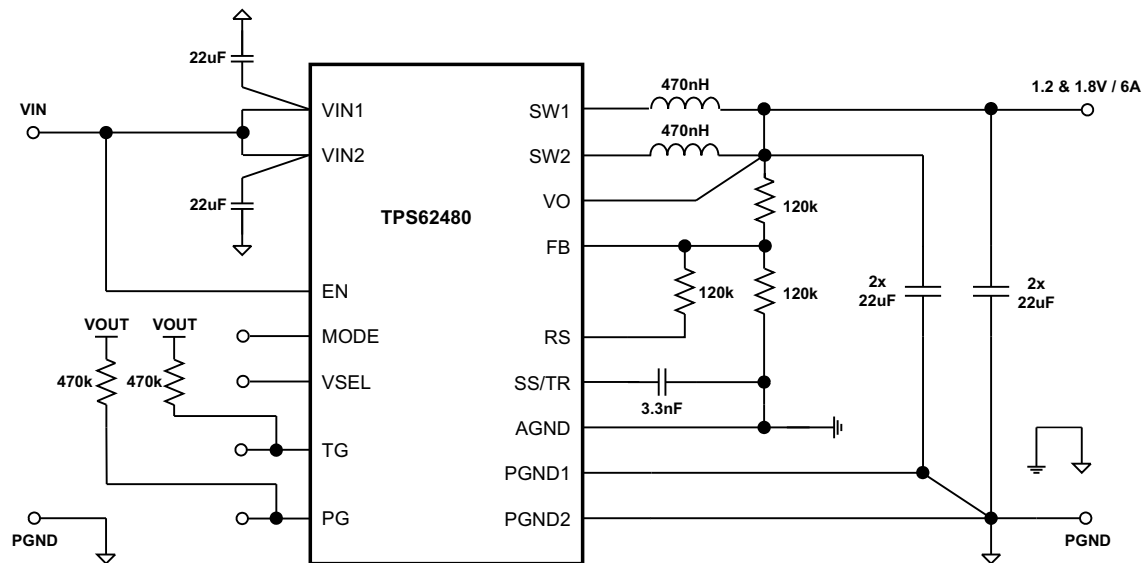 22uF
VIN
22uF
VIN1
VIN2
EN
MODE
VSEL
TG
PG
TPS62480
SW1
SW2
VO
FB
RS
SS/TR
AGND
PGND1
PGND2
VOUT
VOUT
470k
470k
PGND
470nH
470nH
1.2 & 1.8V / 6A
120k
120k
120k
3.3nF
2x
22uF
2x
22uF
PGND